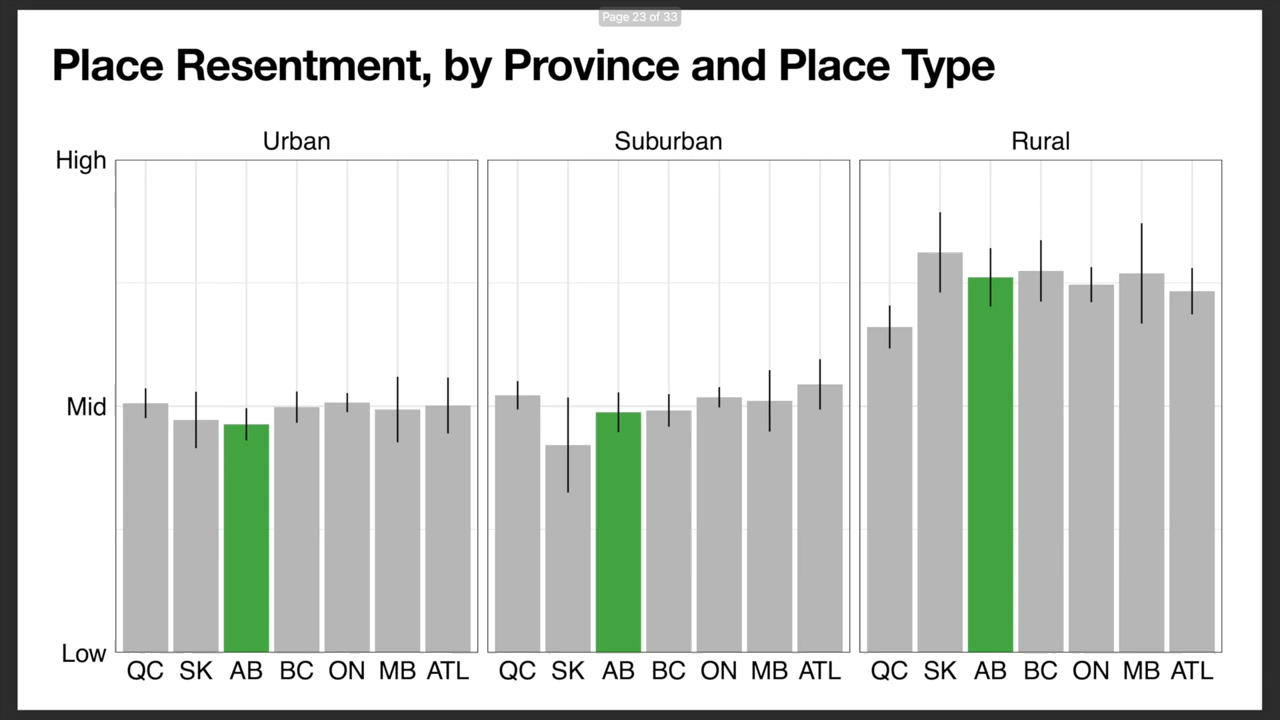 Page 23 of 33
Place Resentment, by Province and Place Type
Urban Suburban Rural
High
Mid
Low
QC SK AB BC ON MB ATL QC SK AB BC ON MB ATL QC SK AB BC ON MB ATL